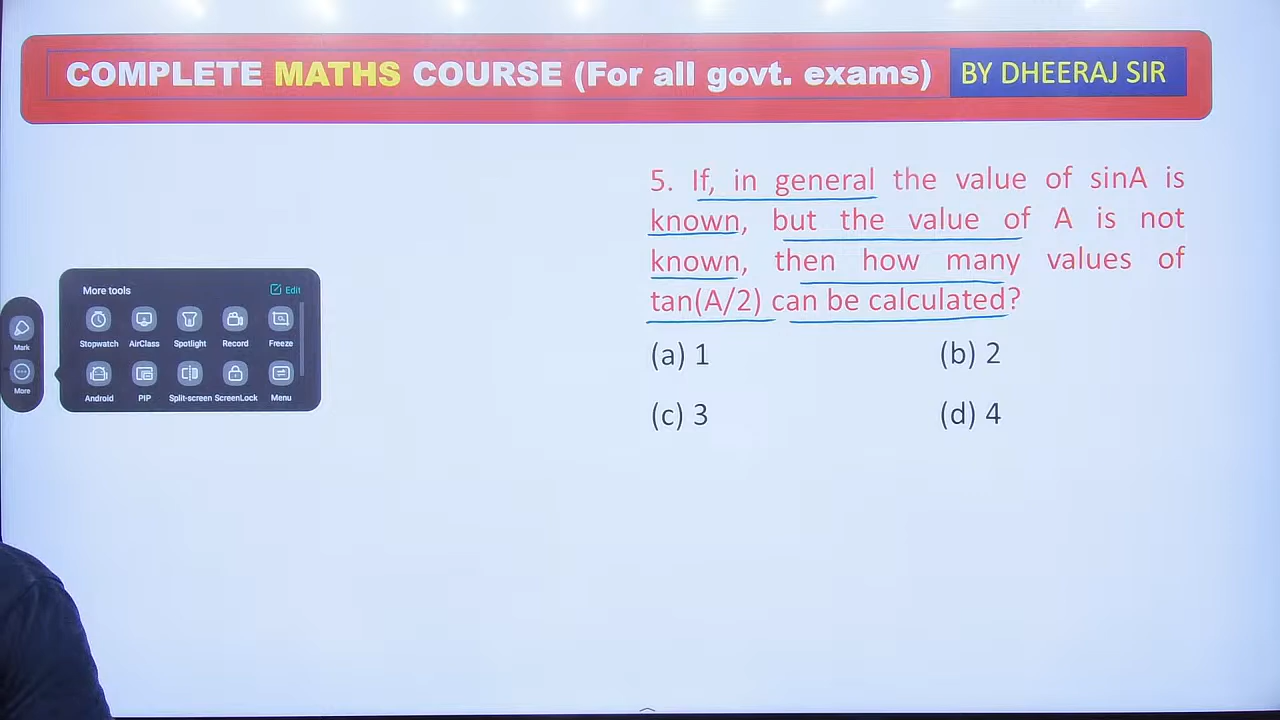 COMPLETE MATHS COURSE (For all govt. exams) BY DHEERAJ SIR
5. If, in general the value of sinA is
known, but the value of A is not
known, then how many values of
tan(A/2) can be calculated?
(a) 1 (b) 2
(c) 3 (d) 4
More tools Edit
Stopwatch AirClass Spotlight Record Freeze
Android PIP Split-screen ScreenLock Menu
Mark
More